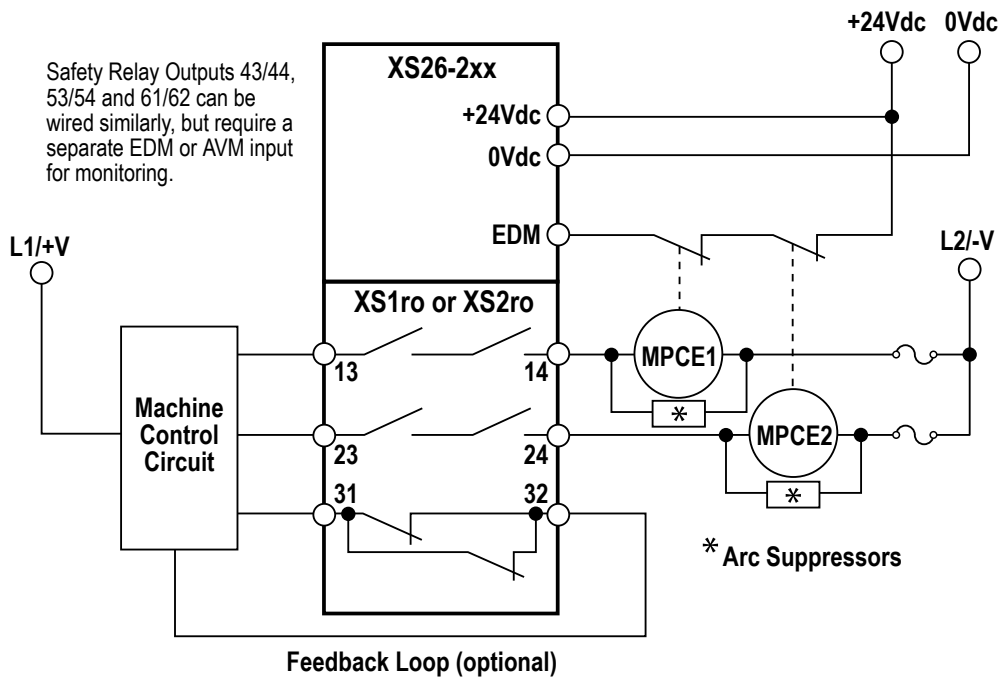 +24Vdc 0Vdc
XS26-2xx
Safety Relay Outputs 43/44,
53/54 and 61/62 can be
wired similarly, but require a
separate EDM or AVM input
for monitoring.
+24Vdc
0Vdc
EDM
L1/+V
L2/-V
XS1ro or XS2ro
13
14
MPCE1
*
Machine
Control
Circuit
23
24
MPCE2
*
31
32
* Arc Suppressors
Feedback Loop (optional)